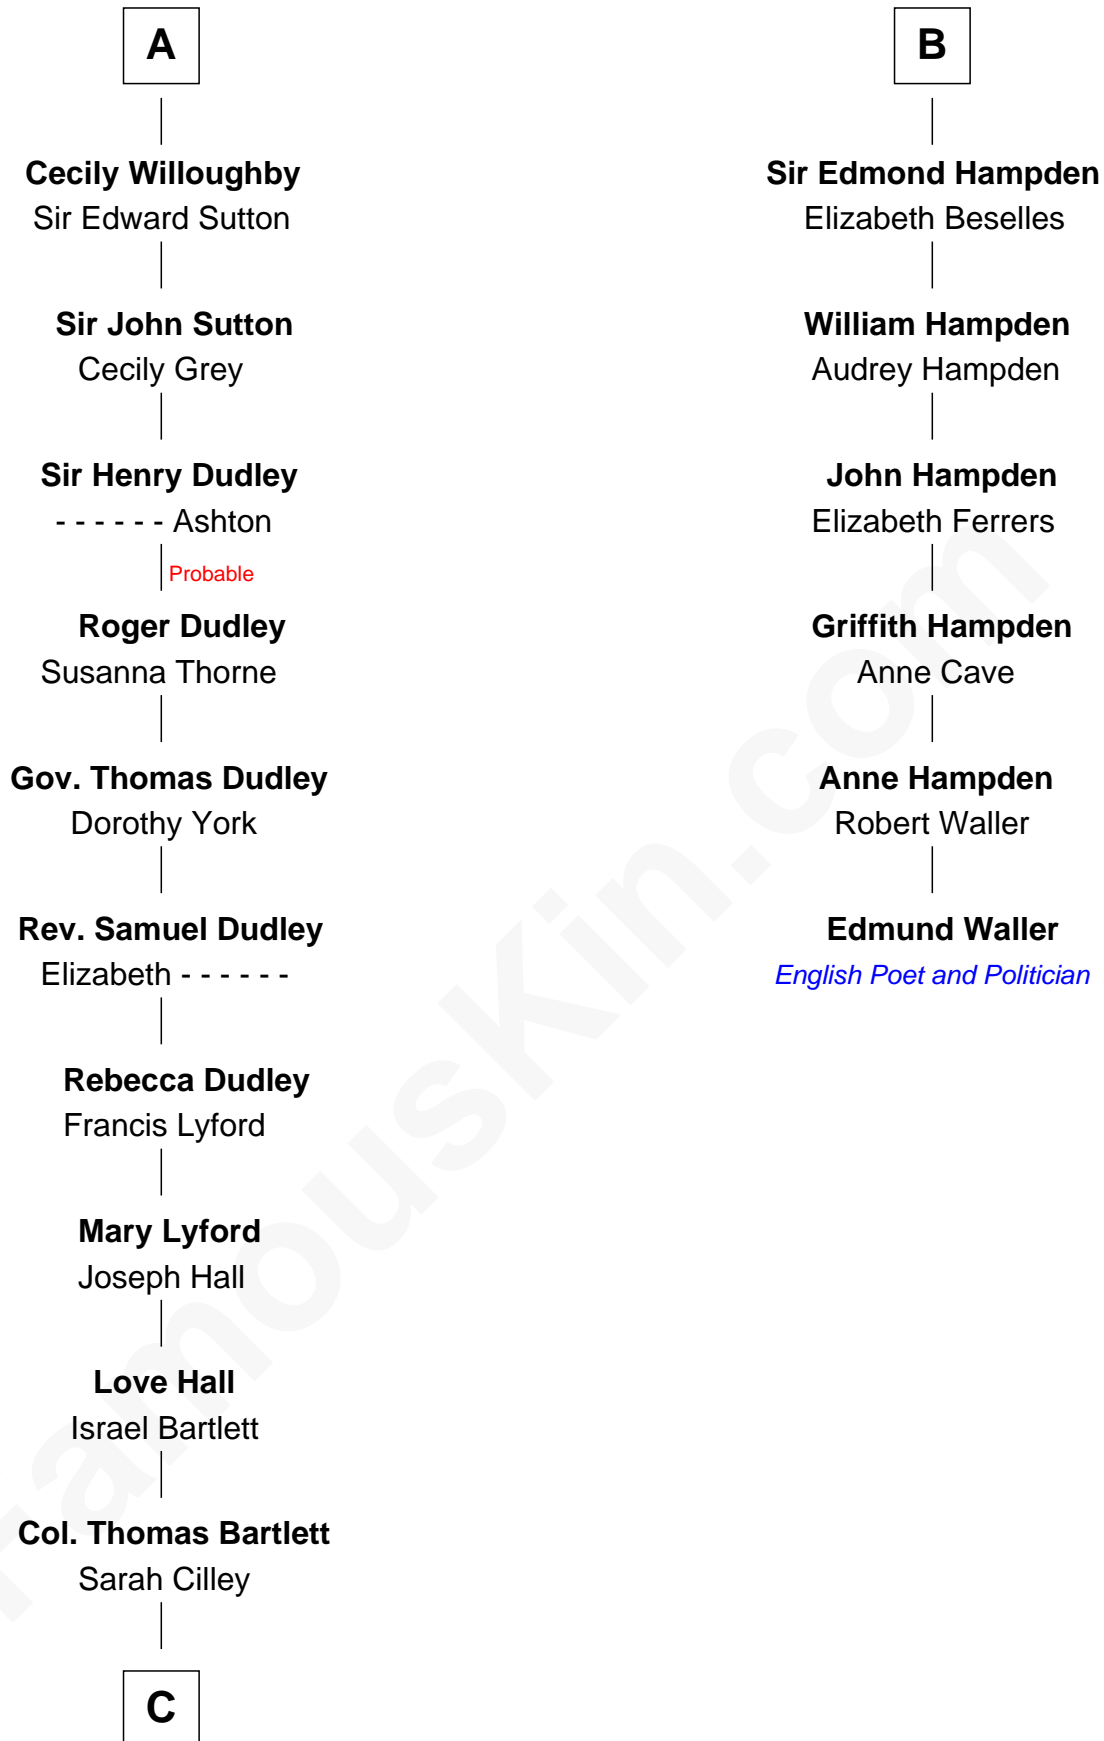 A
Cecily Willoughby
Sir Edward Sutton
Sir John Sutton
Cecily Grey
Sir Henry Dudley
- - - - - - Ashton
Probable
Roger Dudley
Susanna Thorne
Gov. Thomas Dudley
Dorothy York
Rev. Samuel Dudley
Elizabeth - - - - - -
Rebecca Dudley
Francis Lyford
Mary Lyford
Joseph Hall
Love Hall
Israel Bartlett
Col. Thomas Bartlett
Sarah Cilley
C
B
Sir Edmond Hampden
Elizabeth Beselles
William Hampden
Audrey Hampden
John Hampden
Elizabeth Ferrers
Griffith Hampden
Anne Cave
Anne Hampden
Robert Waller
Edmund Waller
English Poet and Politician
FamousKin.com